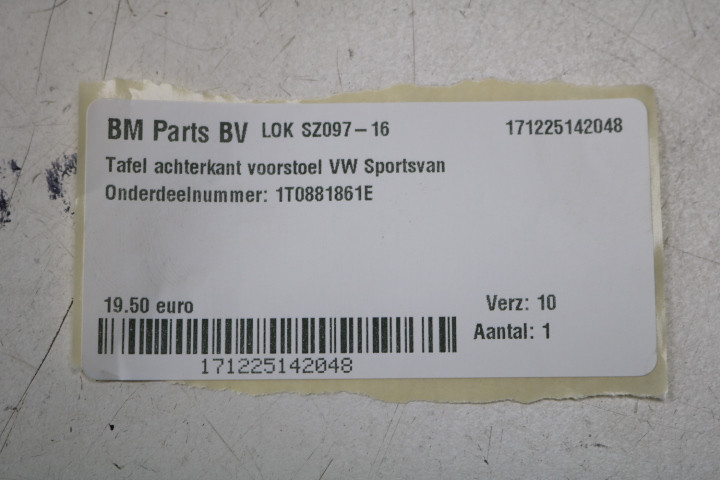 BM Parts BV LOK SZ097-16 171225142048
Tafel achterkant voorstoel VW Sportsvan
Onderdeelnummer: 1T0881861E
19.50 euro Verz: 10
Aantal: 1
171225142048